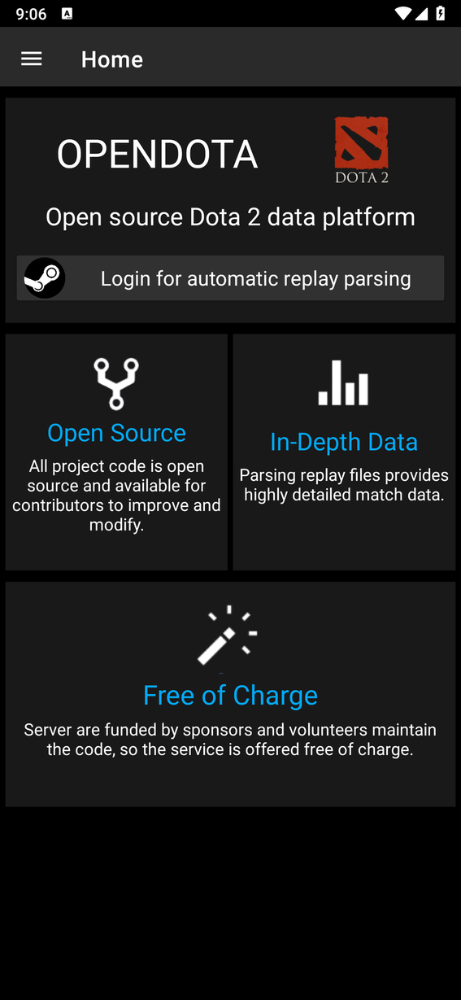 9:06
A
Home
OPENDOTA
DOTA 2
Open source Dota 2 data platform
Login for automatic replay parsing
Open Source
All project code is open
source and available for
contributors to improve and
modify.
In-Depth Data
Parsing replay files provides
highly detailed match data.
Free of Charge
Server are funded by sponsors and volunteers maintain
the code, so the service is offered free of charge.